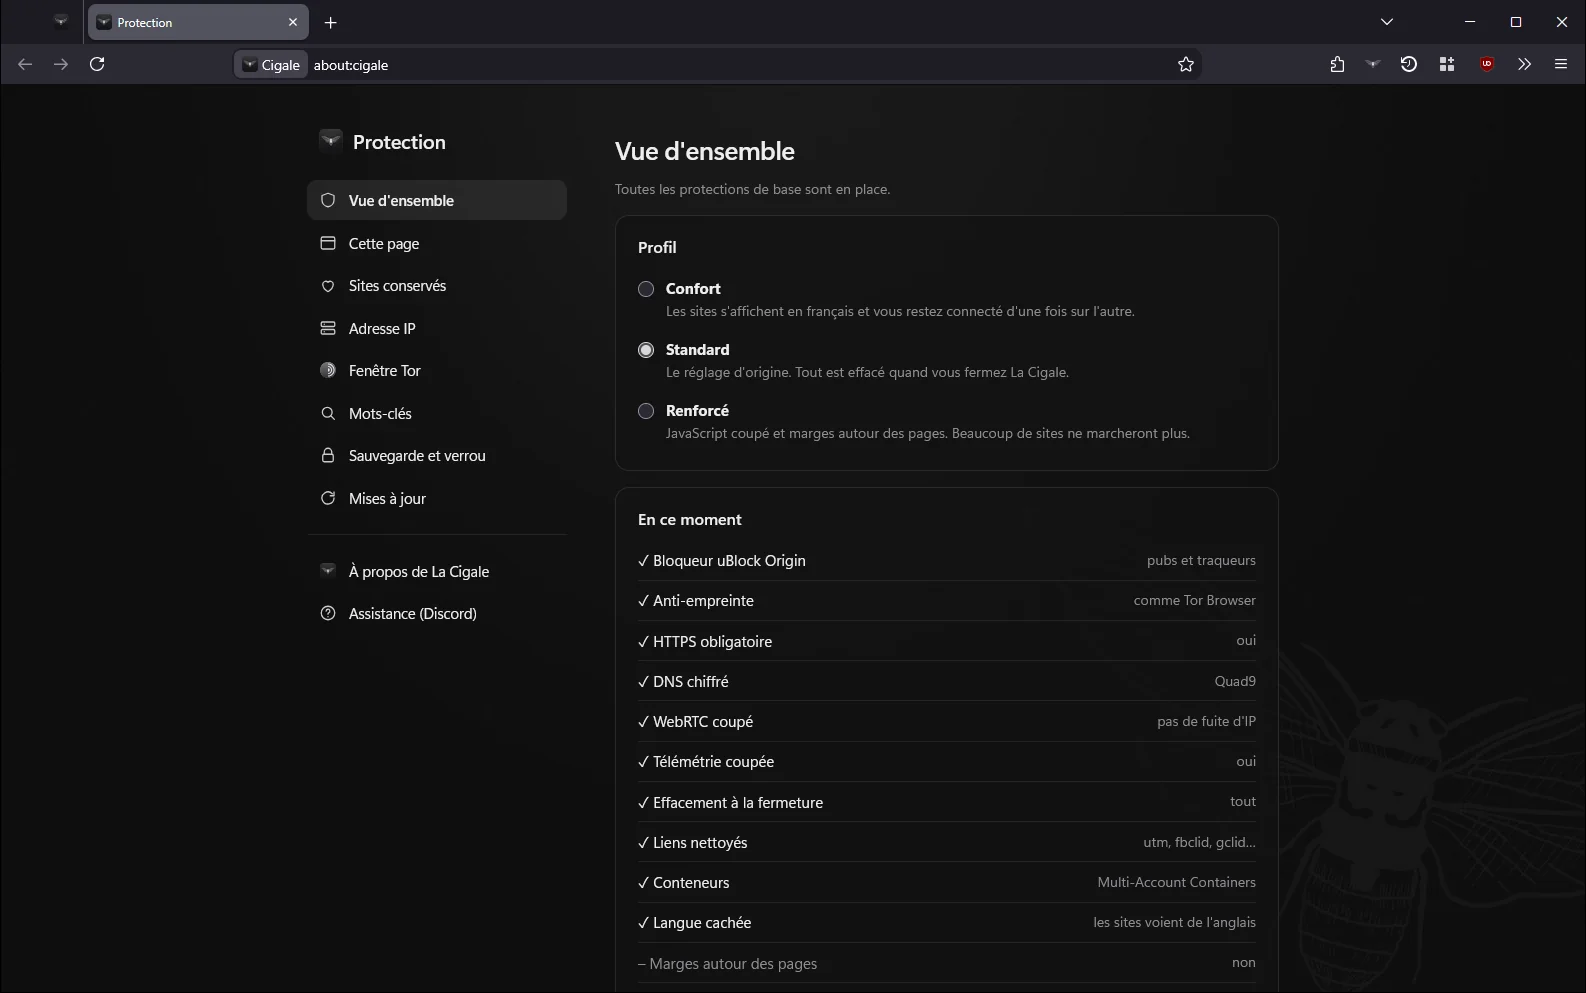 Protection
Cigale
about:cigale
Protection
Vue d'ensemble
Cette page
Sites conservés
Adresse IP
Fenêtre Tor
Mots-clés
Sauvegarde et verrou
Mises à jour
À propos de La Cigale
Assistance (Discord)
Vue d'ensemble
Toutes les protections de base sont en place.
Profil
Confort
Les sites s'affichent en français et vous restez connecté d'une fois sur l'autre.
Standard
Le réglage d'origine. Tout est effacé quand vous fermez La Cigale.
Renforcé
JavaScript coupé et marges autour des pages. Beaucoup de sites ne marcheront plus.
En ce moment
✓ Bloqueur uBlock Origin pubs et traqueurs
✓ Anti-empreinte comme Tor Browser
✓ HTTPS obligatoire oui
✓ DNS chiffré Quad9
✓ WebRTC coupé pas de fuite d'IP
✓ Télémétrie coupée oui
✓ Effacement à la fermeture tout
✓ Liens nettoyés utm, fbclid, gclid...
✓ Conteneurs Multi-Account Containers
✓ Langue cachée les sites voient de l'anglais
– Marges autour des pages non